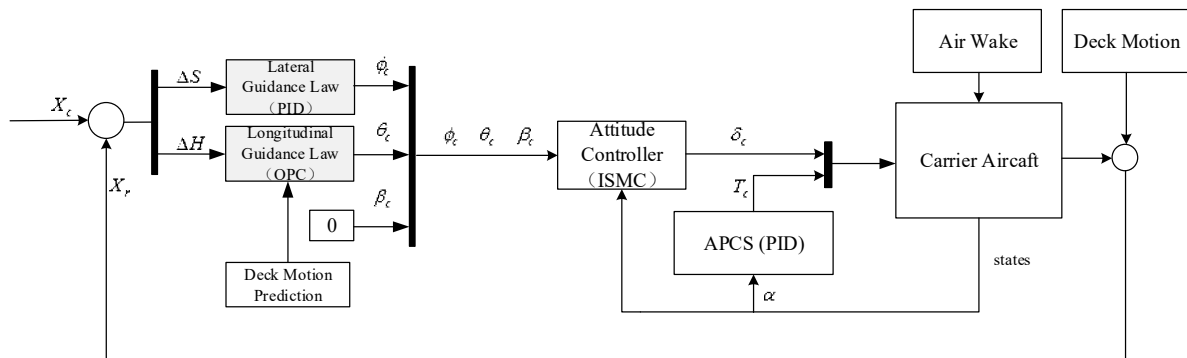 Air Wake
Deck Motion
X_c
X_r
ΔS
Lateral
Guidance Law
（PID）
ϕ_c
ΔH
Longitudinal
Guidance Law
（OPC）
θ_c
β_c
0
Deck Motion
Prediction
ϕ_c θ_c β_c
Attitude
Controller
（ISMC）
δ_c
T_c
APCS (PID)
α
Carrier Aircaft
states